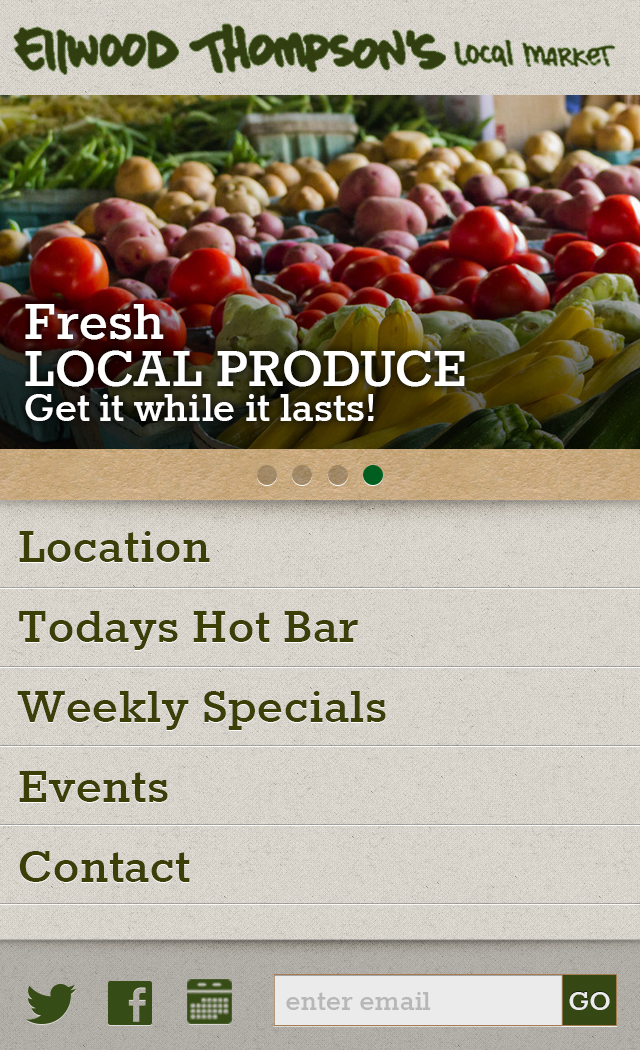 Ellwood Thompson's Local Market
Fresh
LOCAL PRODUCE
Get it while it lasts!
Location
Todays Hot Bar
Weekly Specials
Events
Contact
enter email GO